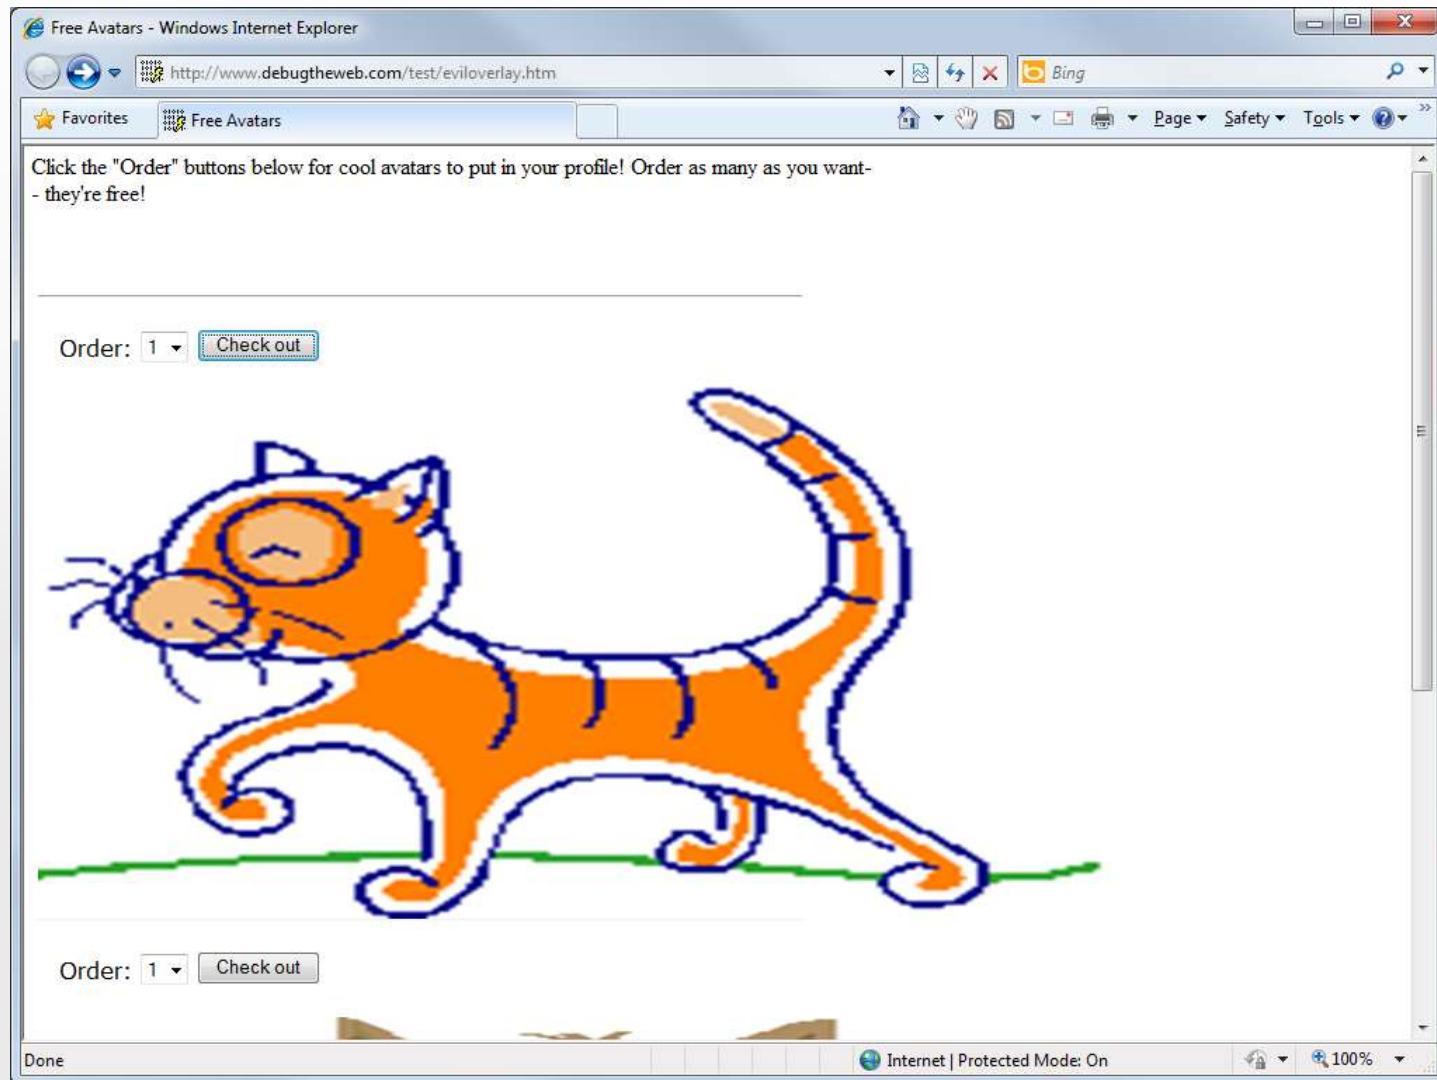 Free Avatars - Windows Internet Explorer
http://www.debugtheweb.com/test/eviloverlay.htm
Bing
Favorites
Free Avatars
Page
Safety
Tools
Click the "Order" buttons below for cool avatars to put in your profile! Order as many as you want-
- they're free!
Order: 1 Check out
Order: 1 Check out
Done
Internet | Protected Mode: On
100%